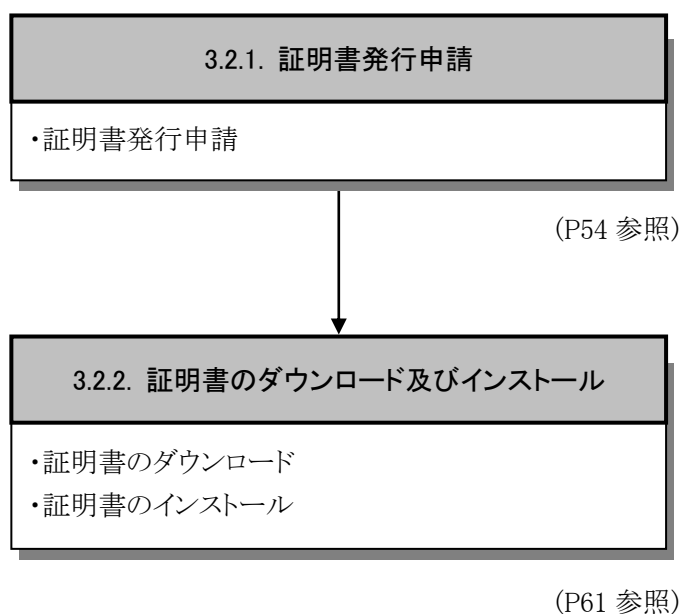 3.2.1. 証明書発行申請
・証明書発行申請
(P54 参照)
3.2.2. 証明書のダウンロード及びインストール
・証明書のダウンロード
・証明書のインストール
(P61 参照)